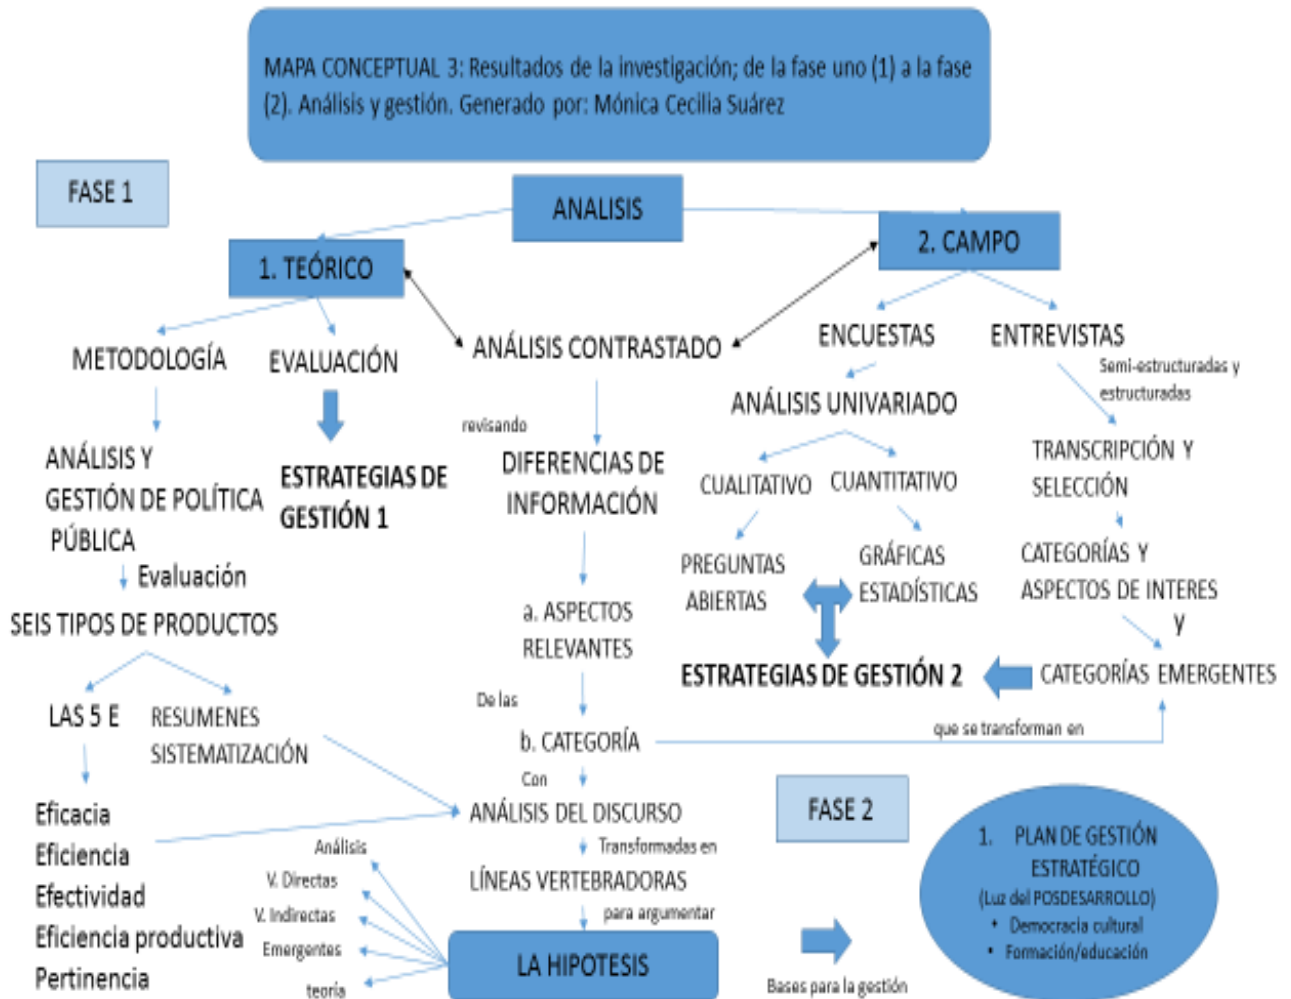 MAPA CONCEPTUAL 3: Resultados de la investigación; de la fase uno (1) a la fase
(2). Análisis y gestión. Generado por: Mónica Cecilia Suárez
FASE 1
ANALISIS
1. TEÓRICO
2. CAMPO
METODOLOGÍA
EVALUACIÓN
ANÁLISIS CONTRASTADO
ENCUESTAS
ENTREVISTAS
Semi-estructuradas y
estructuradas
ANÁLISIS UNIVARIADO
revisando
ANÁLISIS Y
GESTIÓN DE POLÍTICA
PÚBLICA
ESTRATEGIAS DE
GESTIÓN 1
DIFERENCIAS DE
INFORMACIÓN
CUALITATIVO
CUANTITATIVO
TRANSCRIPCIÓN Y
SELECCIÓN
Evaluación
PREGUNTAS
ABIERTAS
GRÁFICAS
ESTADÍSTICAS
CATEGORÍAS Y
ASPECTOS DE INTERES
y
SEIS TIPOS DE PRODUCTOS
a. ASPECTOS
RELEVANTES
ESTRATEGIAS DE GESTIÓN 2
CATEGORÍAS EMERGENTES
LAS 5 E
RESUMENES
SISTEMATIZACIÓN
De las
b. CATEGORÍA
que se transforman en
Con
ANÁLISIS DEL DISCURSO
FASE 2
Eficacia
Eficiencia
Efectividad
Eficiencia productiva
Pertinencia
Análisis
V. Directas
V. Indirectas
Emergentes
teoría
Transformadas en
LÍNEAS VERTEBRADORAS
para argumentar
LA HIPOTESIS
Bases para la gestión
1. PLAN DE GESTIÓN
ESTRATÉGICO
(Luz del POSDESARROLLO)
• Democracia cultural
• Formación/educación